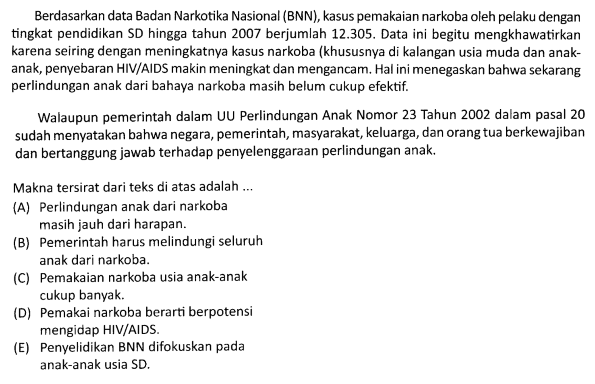 Berdasarkan data Badan Narkotika Nasional (BNN), kasus pemakaian narkoba oleh pelaku dengan
tingkat pendidikan SD hingga tahun 2007 berjumlah 12.305. Data ini begitu mengkhawatirkan
karena seiring dengan meningkatnya kasus narkoba (khususnya di kalangan usia muda dan anak-
anak, penyebaran HIV/AIDS makin meningkat dan mengancam. Hal ini menegaskan bahwa sekarang
perlindungan anak dari bahaya narkoba masih belum cukup efektif.
Walaupun pemerintah dalam UU Perlindungan Anak Nomor 23 Tahun 2002 dalam pasal 20
sudah menyatakan bahwa negara, pemerintah, masyarakat, keluarga, dan orang tua berkewajiban
dan bertanggung jawab terhadap penyelenggaraan perlindungan anak.
Makna tersirat dari teks di atas adalah ...
(A) Perlindungan anak dari narkoba
masih jauh dari harapan.
(B) Pemerintah harus melindungi seluruh
anak dari narkoba.
(C) Pemakaian narkoba usia anak-anak
cukup banyak.
(D) Pemakai narkoba berarti berpotensi
mengidap HIV/AIDS.
(E) Penyelidikan BNN difokuskan pada
anak-anak usia SD.